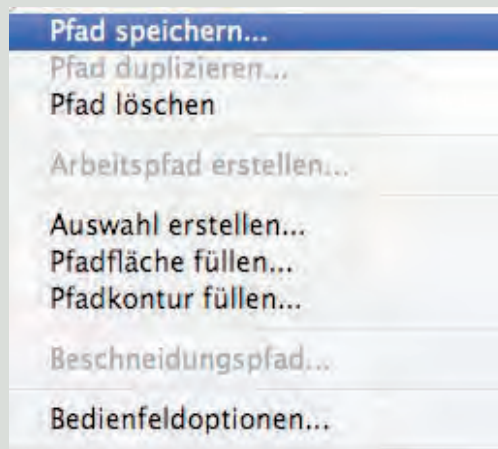 Pfad speichern...
Pfad duplizieren...
Pfad löschen
Arbeitspfad erstellen...
Auswahl erstellen...
Pfadfläche füllen...
Pfadkontur füllen...
Beschneidungspfad...
Bedienfeldoptionen...